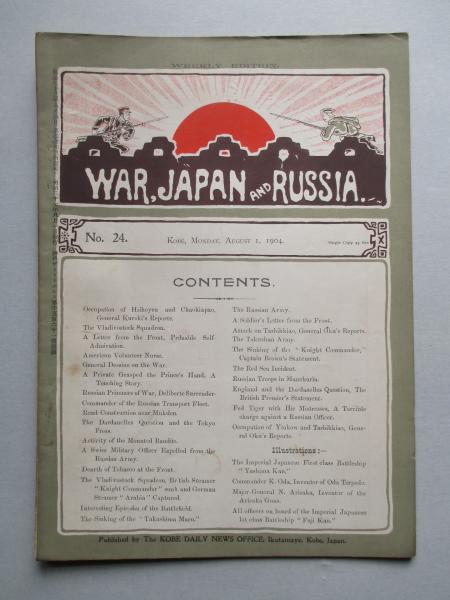 WEEKLY EDITION.
WAR, JAPAN AND RUSSIA.
No. 24.
KOBE, MONDAY, AUGUST 1, 1904.
Single Copy 25 Sen
CONTENTS.
Occupation of Haihoyen and Chaohiapao,
General Kuroki's Reports.
The Vladivostock Squadron.
A Letter from the Front, Pitiable Self-
Admiration.
American Volunteer Nurse.
General Dessino on the War.
A Private Grasped the Prince's Hand, A
Touching Story.
Russian Prisoners of War, Deliberte Surrender.
Commander of the Russian Transport Fleet.
Road Construction near Mukden.
The Dardanelles Question and the Tokyo
Press.
Activity of the Mounted Bandits.
A Swiss Military Officer Expelled from the
Russian Army.
Dearth of Tobacco at the Front.
The Vladivostock Squadron, British Streamer
"Knight Commander" sunk and German
Streamer "Arabia" Captured.
Interesting Episodes of the Battlefield.
The Sinking of the "Takashima Maru."
The Russian Army.
A Soldier's Letter from the Front.
Attack on Tashihkiao, General Oku's Reports.
The Takushan Army.
The Sinking of the "Knight Commander,"
Captain Brown's Statement.
The Red Sea Incident.
Russian Troops in Manchuria.
England and the Dardanelles Question, The
British Premier's Statement.
Fed Tiger with His Mistresses, A Terrible
charge against a Russian Officer.
Occupation of Yinkow and Tashihkiao, Gene-
ral Oku's Reports.
Illustrations:—
The Imperial Japanese First class Battleship
"Yashima Kan."
Commander K. Oda, Inventor of Oda Torpedo.
Major General N. Arisaka, Inventor of the
Arisaka Guns.
All officers on board of the Imperial Japanese
1st class Battleship "Fuji Kan."
Published by The KOBE DAILY NEWS OFFICE, Ikutamaye, Kobe, Japan.